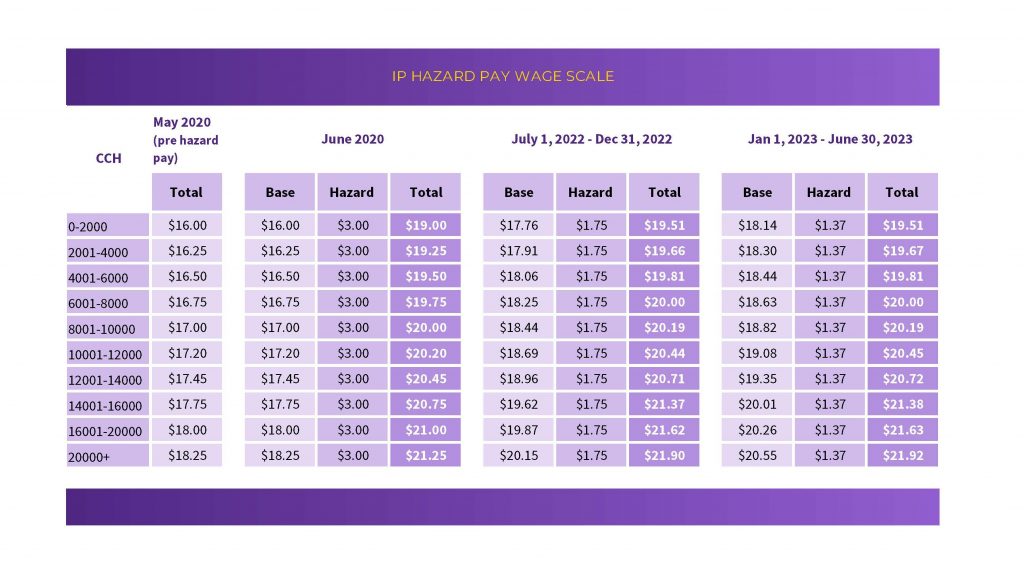 IP HAZARD PAY WAGE SCALE
CCH
May 2020
(pre hazard
pay)
June 2020
July 1, 2022 - Dec 31, 2022
Jan 1, 2023 - June 30, 2023
Total Base Hazard Total Base Hazard Total Base Hazard Total
0-2000 $16.00 $16.00 $3.00 $19.00 $17.76 $1.75 $19.51 $18.14 $1.37 $19.51
2001-4000 $16.25 $16.25 $3.00 $19.25 $17.91 $1.75 $19.66 $18.30 $1.37 $19.67
4001-6000 $16.50 $16.50 $3.00 $19.50 $18.06 $1.75 $19.81 $18.44 $1.37 $19.81
6001-8000 $16.75 $16.75 $3.00 $19.75 $18.25 $1.75 $20.00 $18.63 $1.37 $20.00
8001-10000 $17.00 $17.00 $3.00 $20.00 $18.44 $1.75 $20.19 $18.82 $1.37 $20.19
10001-12000 $17.20 $17.20 $3.00 $20.20 $18.69 $1.75 $20.44 $19.08 $1.37 $20.45
12001-14000 $17.45 $17.45 $3.00 $20.45 $18.96 $1.75 $20.71 $19.35 $1.37 $20.72
14001-16000 $17.75 $17.75 $3.00 $20.75 $19.62 $1.75 $21.37 $20.01 $1.37 $21.38
16001-20000 $18.00 $18.00 $3.00 $21.00 $19.87 $1.75 $21.62 $20.26 $1.37 $21.63
20000+ $18.25 $18.25 $3.00 $21.25 $20.15 $1.75 $21.90 $20.55 $1.37 $21.92